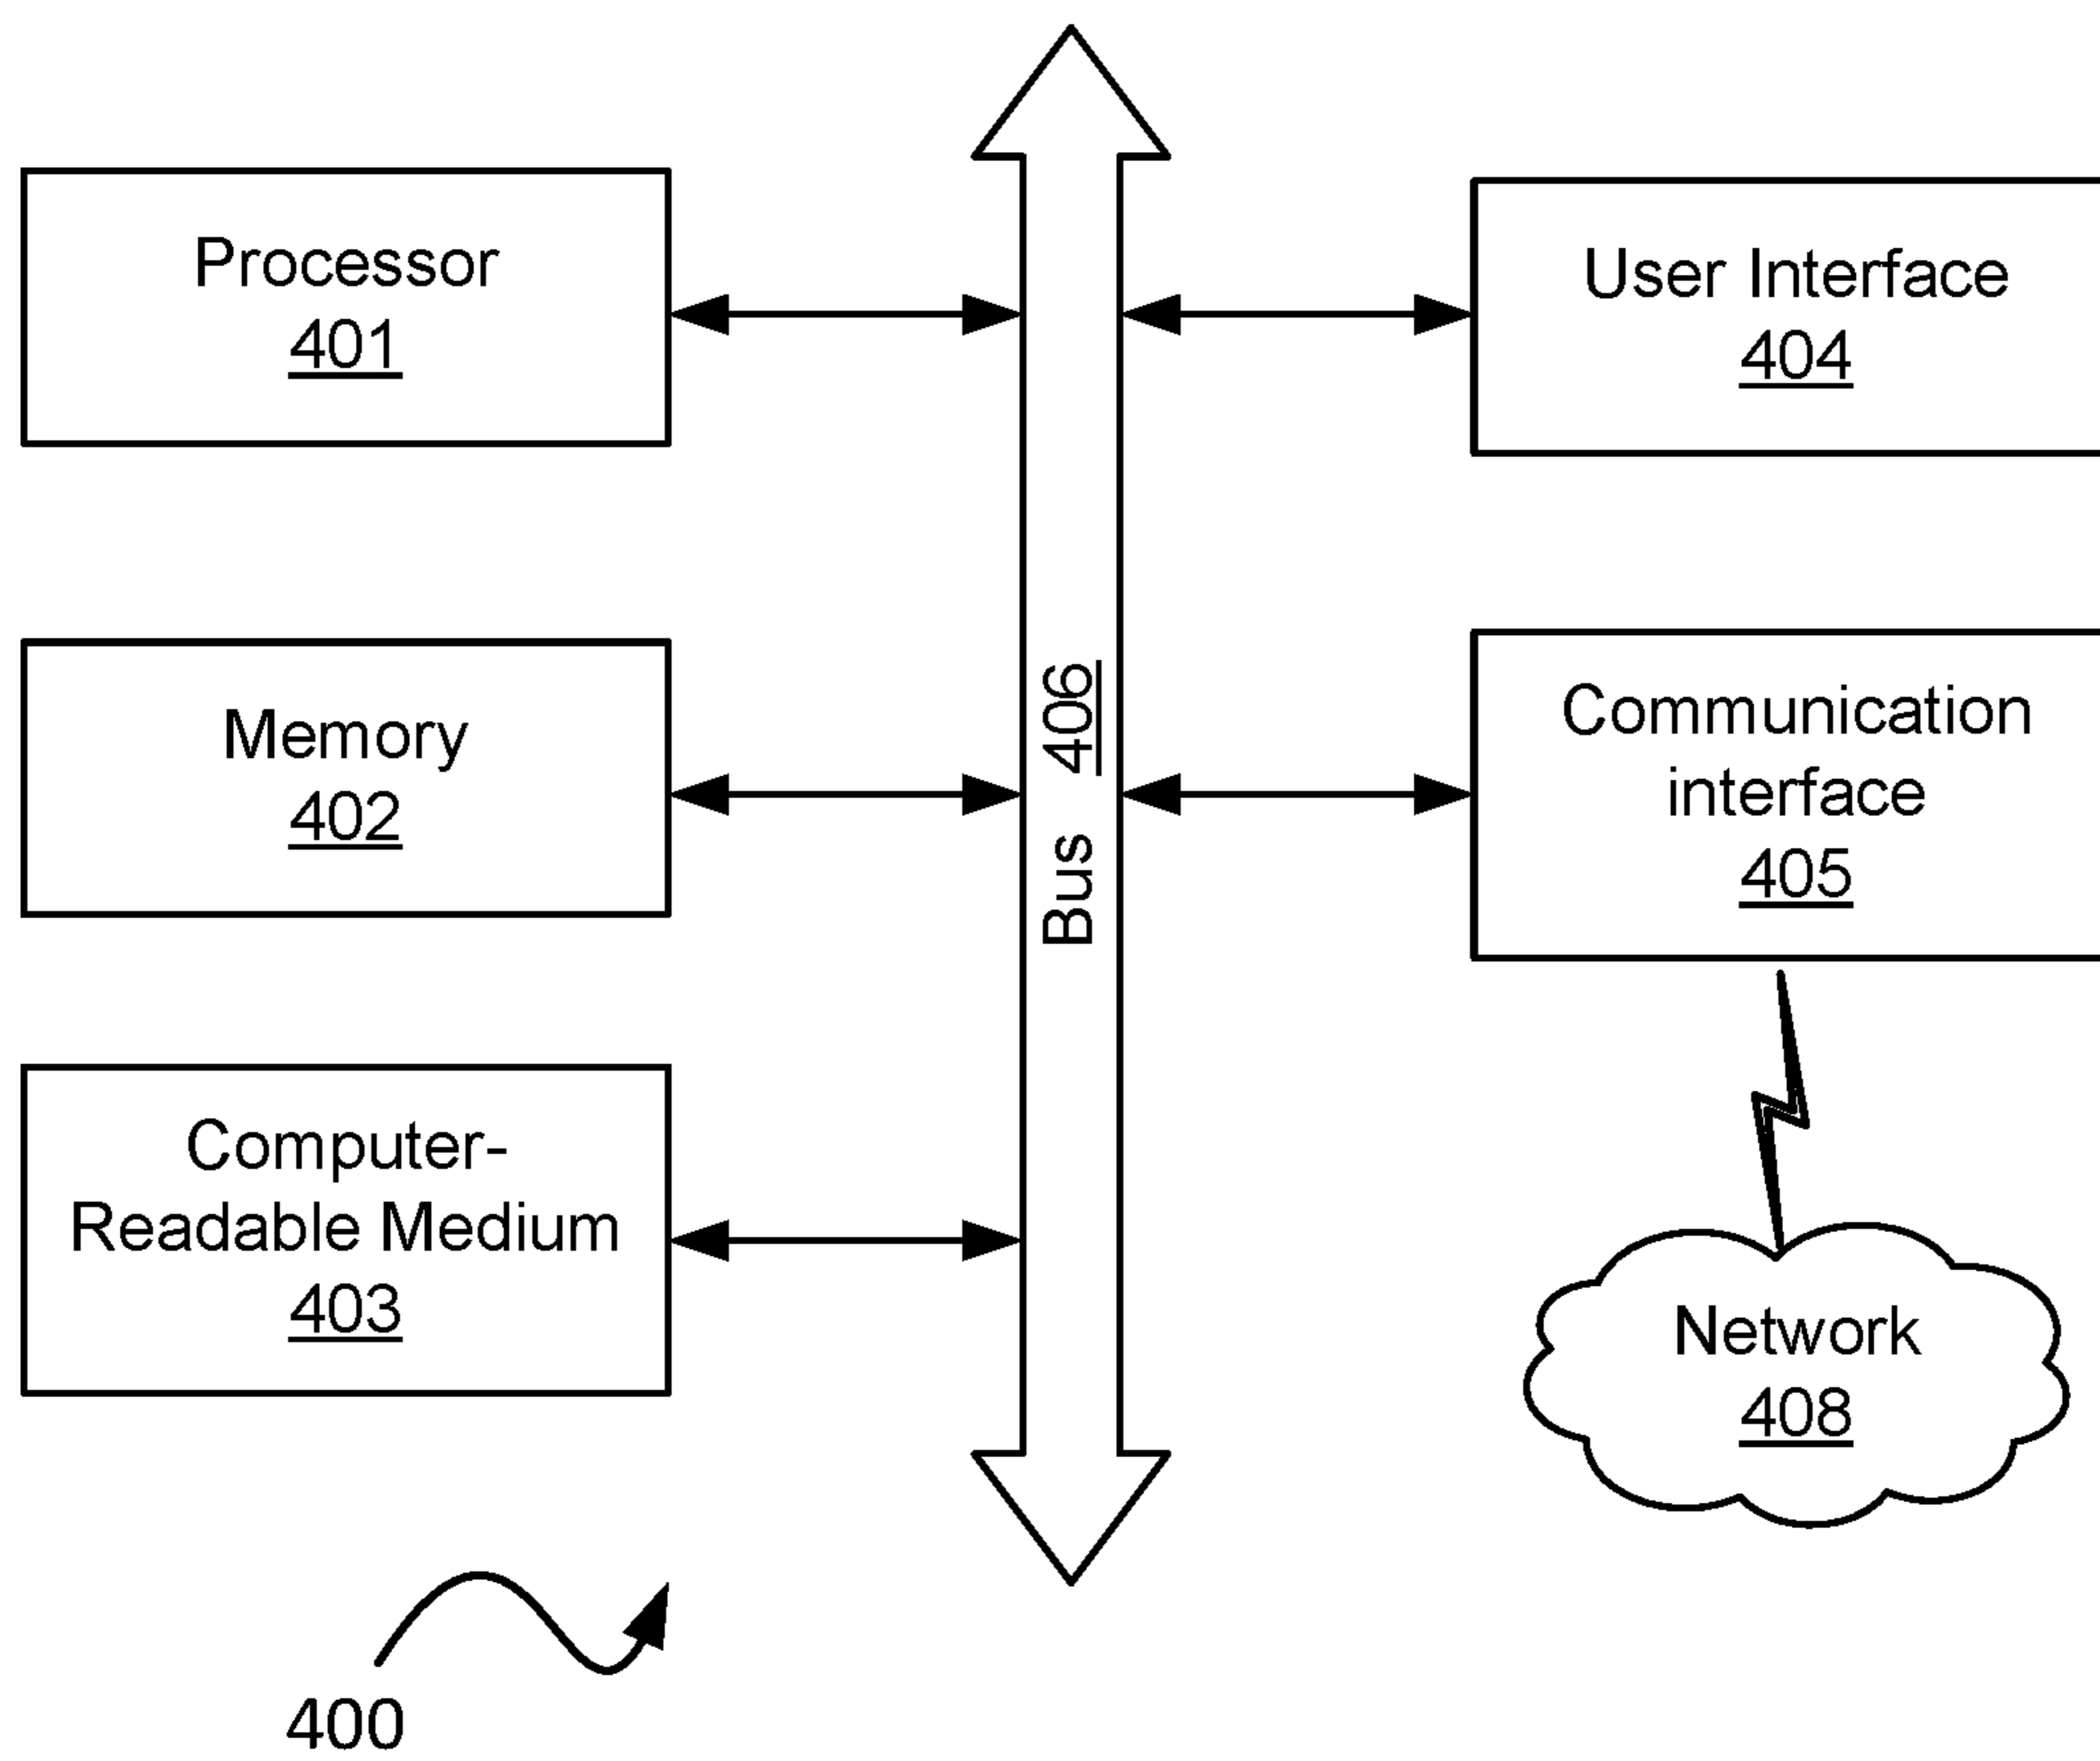 Processor
401
Memory
402
Computer-
Readable Medium
403
Bus 406
User Interface
404
Communication
interface
405
Network
408
400